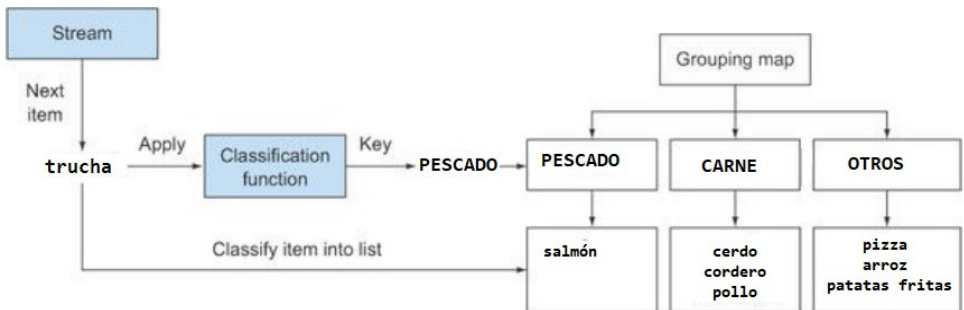 Stream
Grouping map
Next
item
trucha
Apply
Classification
function
Key
PESCADO
PESCADO
CARNE
OTROS
Classify item into list
salmón
cerdo
cordero
pollo
pizza
arroz
patatas fritas